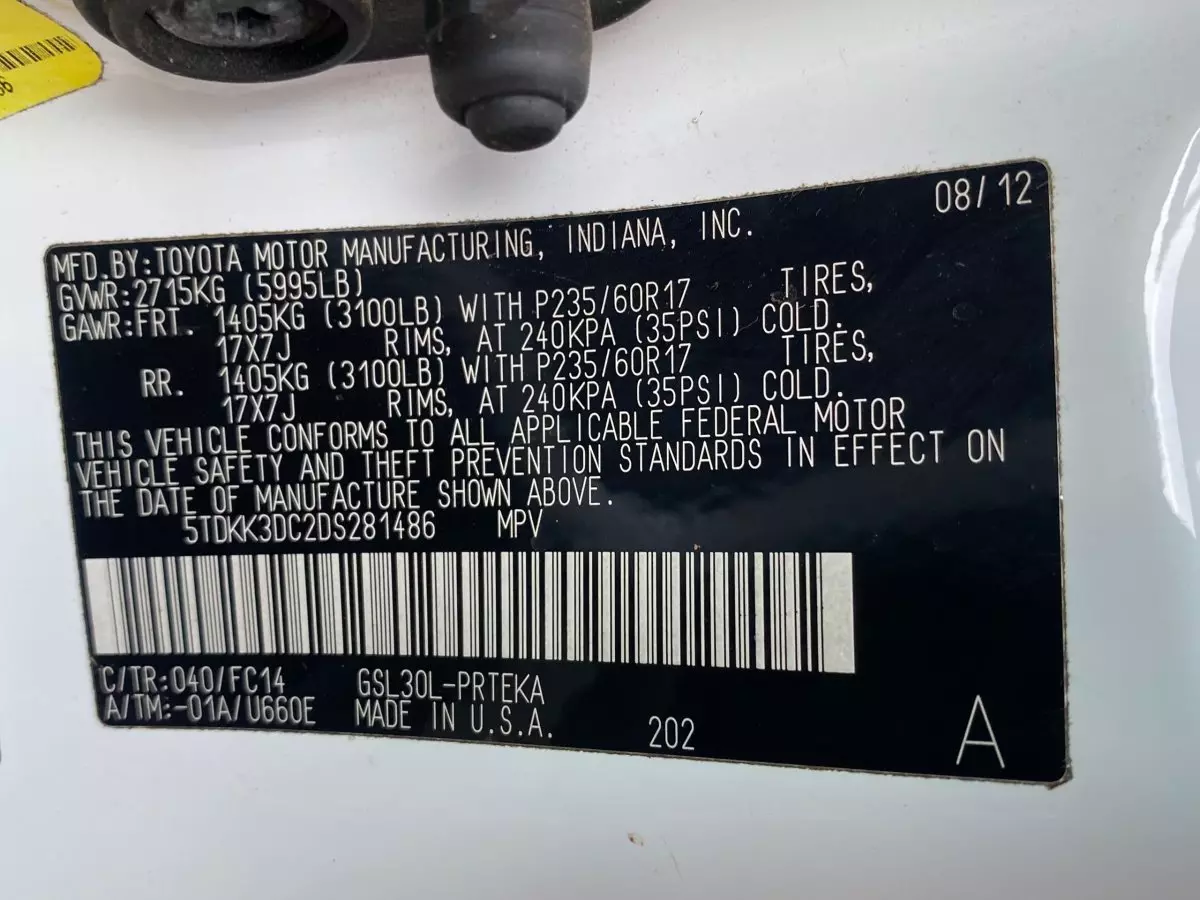 08/12
MFD.BY:TOYOTA MOTOR MANUFACTURING, INDIANA, INC.
GVWR:2715KG (5995LB)
GAWR:FRT. 1405KG (3100LB) WITH P235/60R17 TIRES,
17X7J RIMS, AT 240KPA (35PSI) COLD.
RR. 1405KG (3100LB) WITH P235/60R17 TIRES,
17X7J RIMS, AT 240KPA (35PSI) COLD.
THIS VEHICLE CONFORMS TO ALL APPLICABLE FEDERAL MOTOR
VEHICLE SAFETY AND THEFT PREVENTION STANDARDS IN EFFECT ON
THE DATE OF MANUFACTURE SHOWN ABOVE.
5TDKK3DC2DS281486 MPV
C/TR:040/FC14 GSL30L-PRTEKA
A/TM:-01A/U660E MADE IN U.S.A.
202
A